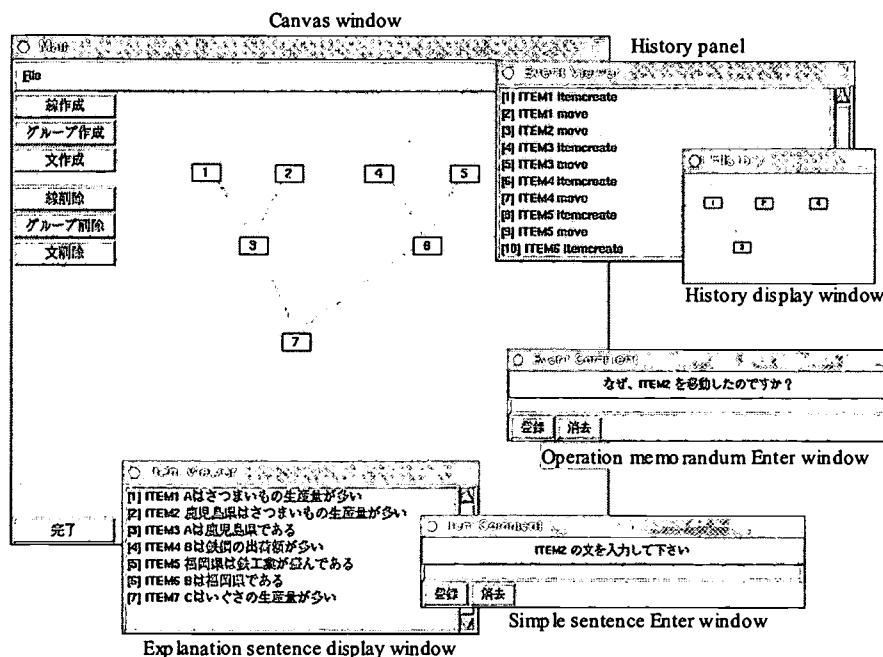 Canvas window
History panel
File
線作成
グループ作成
文作成
線削除
グループ削除
文削除
完了
1
2
4
5
3
6
7
[1] ITEM1 itemcreate
[2] ITEM1 move
[3] ITEM2 move
[4] ITEM3 itemcreate
[5] ITEM3 move
[6] ITEM4 itemcreate
[7] ITEM4 move
[8] ITEM5 itemcreate
[9] ITEM5 move
[10] ITEM6 itemcreate
1
2
4
3
History display window
なぜ、ITEM2 を移動したのですか？
登録 消去
Operation memorandum Enter window
[1] ITEM1 Aはさつまいもの生産量が多い
[2] ITEM2 鹿児島県はさつまいもの生産量が多い
[3] ITEM3 Aは鹿児島県である
[4] ITEM4 Bは鉄鋼の出荷額が多い
[5] ITEM5 福岡県は鉄工業が盛んである
[6] ITEM6 Bは福岡県である
[7] ITEM7 Cはいぐさの生産量が多い
Explanation sentence display window
ITEM2 の文を入力して下さい
登録 消去
Simple sentence Enter window